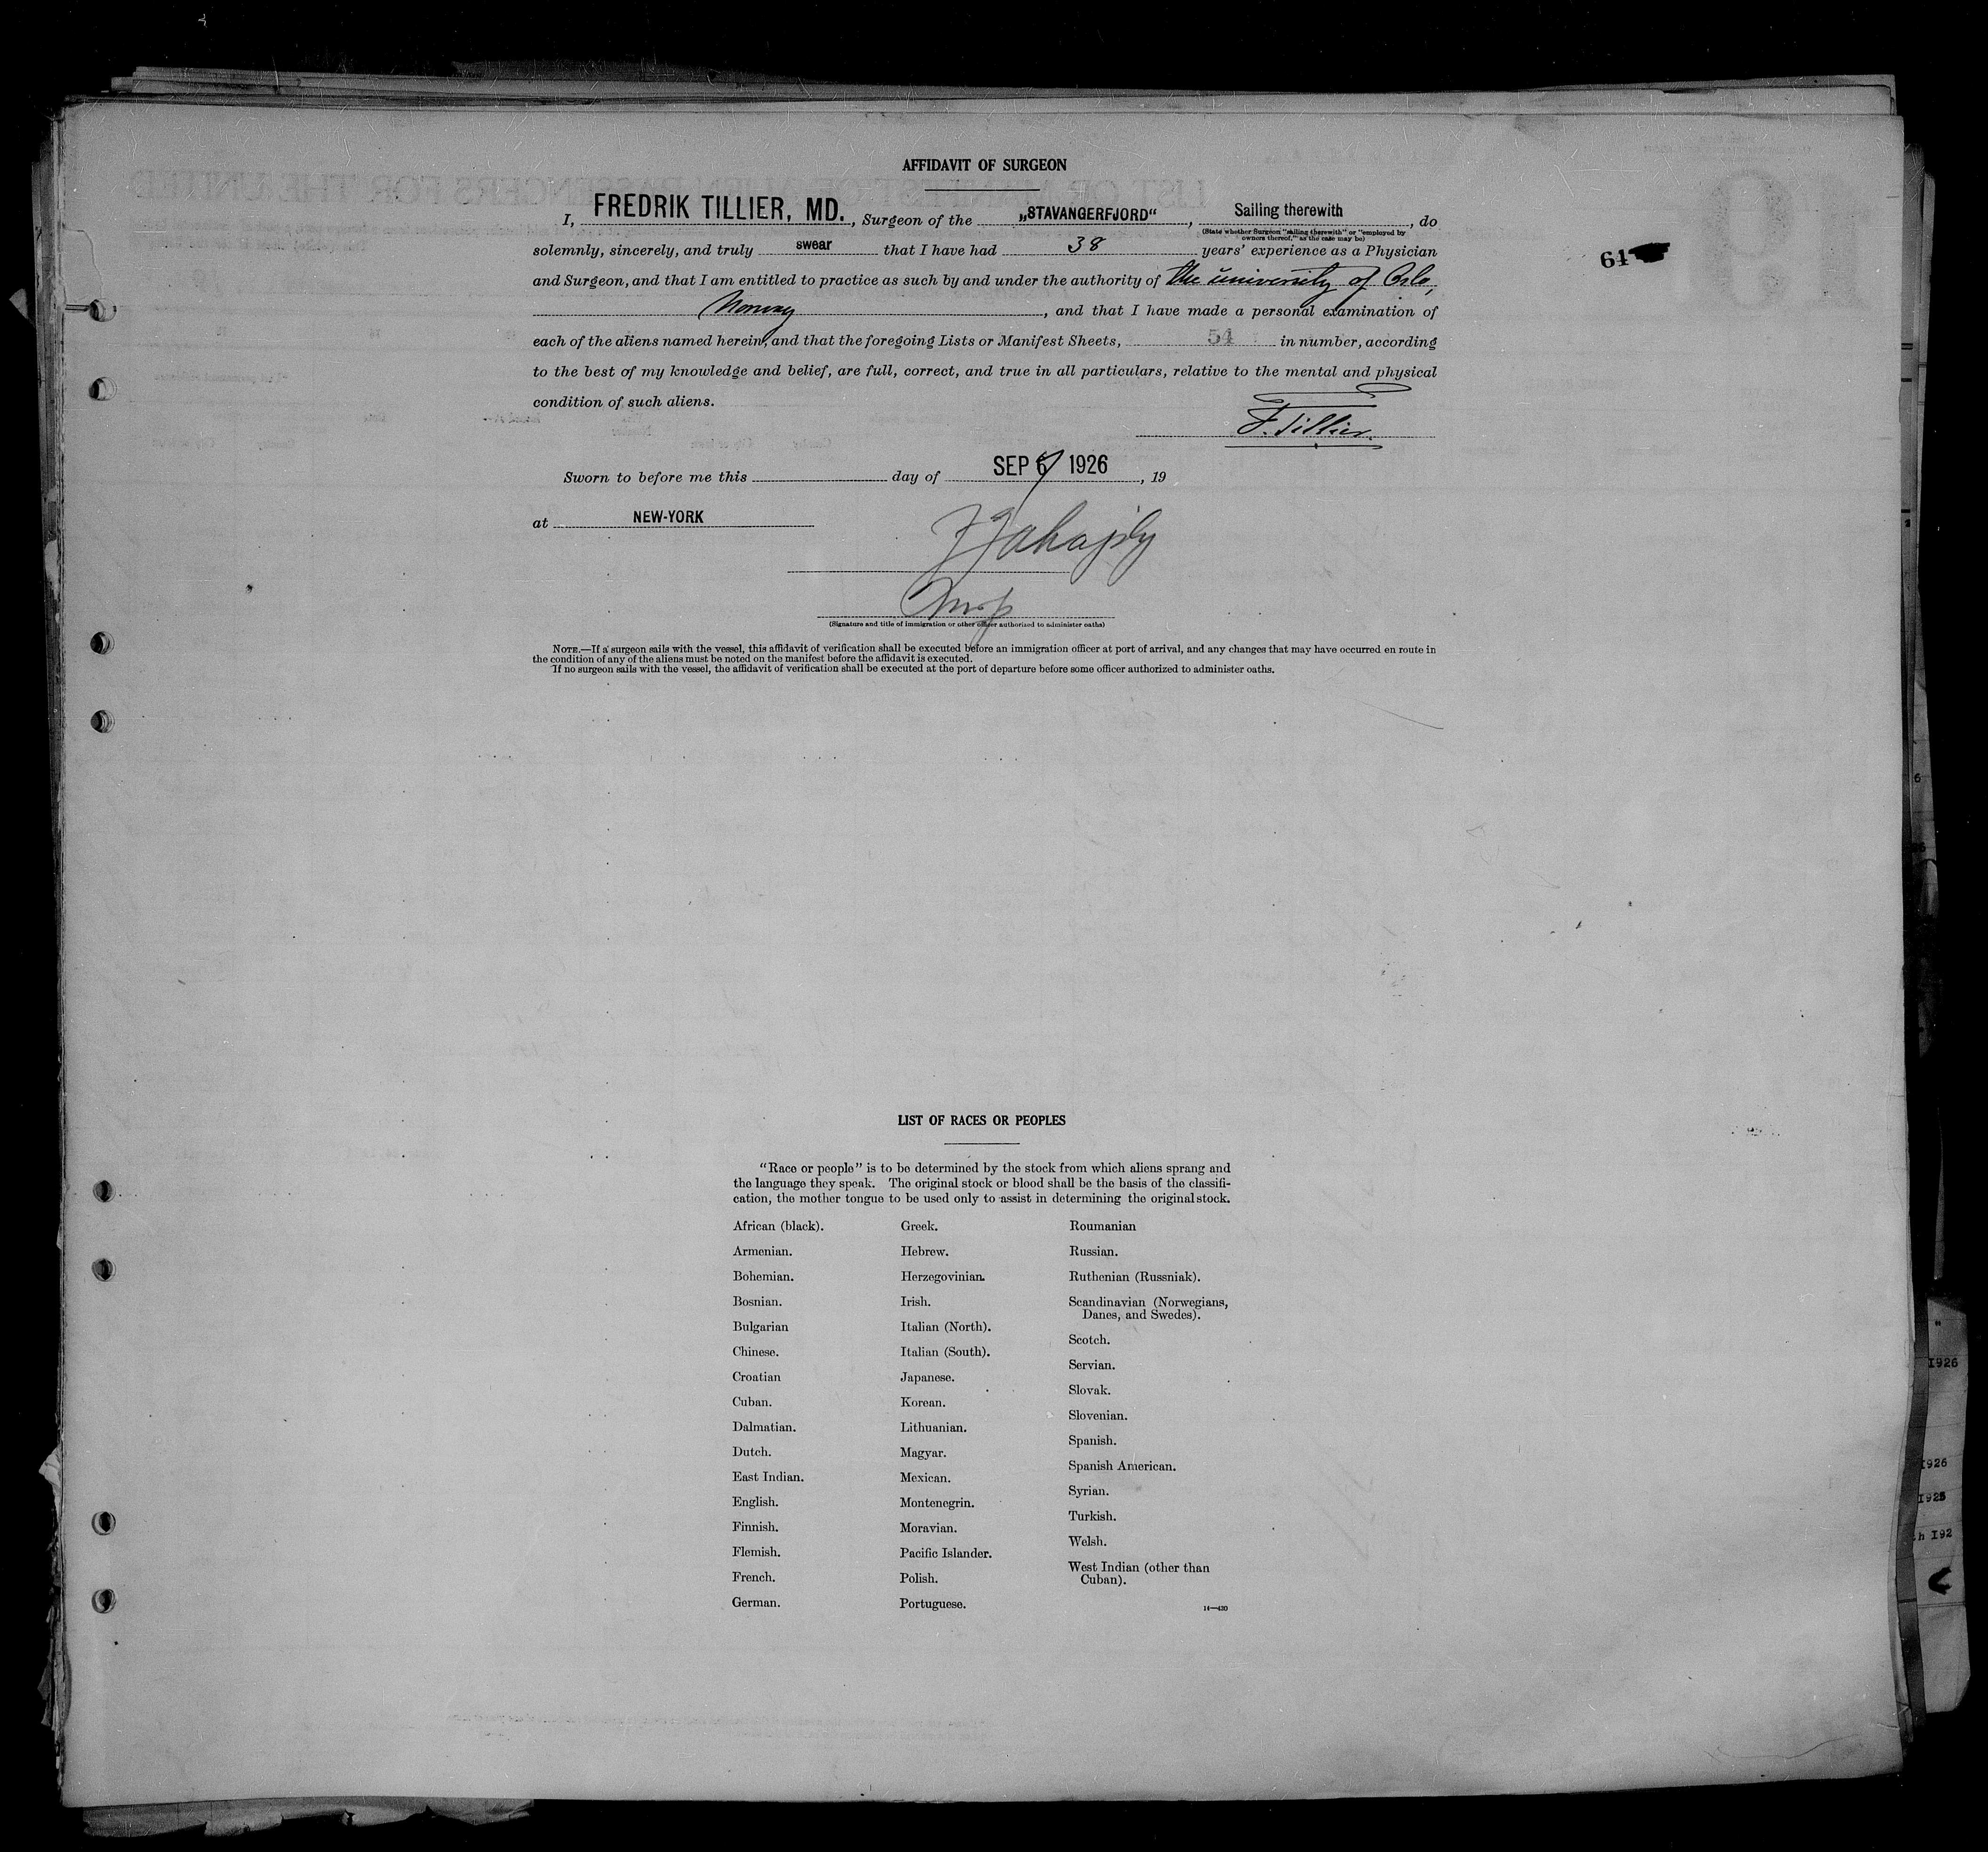 AFFIDAVIT OF SURGEON
I, FREDRIK TILLIER, MD., Surgeon of the „STAVANGERFJORD“, Sailing therewith, do
(State whether Surgeon "sailing therewith" or "employed by owners thereof," as the case may be)
64
solemnly, sincerely, and truly swear that I have had 38 years' experience as a Physician
and Surgeon, and that I am entitled to practice as such by and under the authority of the university of Oslo,
Norway, and that I have made a personal examination of
each of the aliens named herein, and that the foregoing Lists or Manifest Sheets, 54 in number, according
to the best of my knowledge and belief, are full, correct, and true in all particulars, relative to the mental and physical
condition of such aliens.
F. Tillier.
Sworn to before me this day of SEP 7 1926, 19
at NEW-YORK
Insp
(Signature and title of immigration or other officer authorized to administer oaths)
NOTE.—If a surgeon sails with the vessel, this affidavit of verification shall be executed before an immigration officer at port of arrival, and any changes that may have occurred en route in
the condition of any of the aliens must be noted on the manifest before the affidavit is executed.
If no surgeon sails with the vessel, the affidavit of verification shall be executed at the port of departure before some officer authorized to administer oaths.
LIST OF RACES OR PEOPLES
"Race or people" is to be determined by the stock from which aliens sprang and
the language they speak. The original stock or blood shall be the basis of the classifi-
cation, the mother tongue to be used only to assist in determining the original stock.
African (black).
Armenian.
Bohemian.
Bosnian.
Bulgarian
Chinese.
Croatian
Cuban.
Dalmatian.
Dutch.
East Indian.
English.
Finnish.
Flemish.
French.
German.
Greek.
Hebrew.
Herzegovinian.
Irish.
Italian (North).
Italian (South).
Japanese.
Korean.
Lithuanian.
Magyar.
Mexican.
Montenegrin.
Moravian.
Pacific Islander.
Polish.
Portuguese.
Roumanian
Russian.
Ruthenian (Russniak).
Scandinavian (Norwegians,
Danes, and Swedes).
Scotch.
Servian.
Slovak.
Slovenian.
Spanish.
Spanish American.
Syrian.
Turkish.
Welsh.
West Indian (other than
Cuban).
14—430
1926
1926
1925
h 192